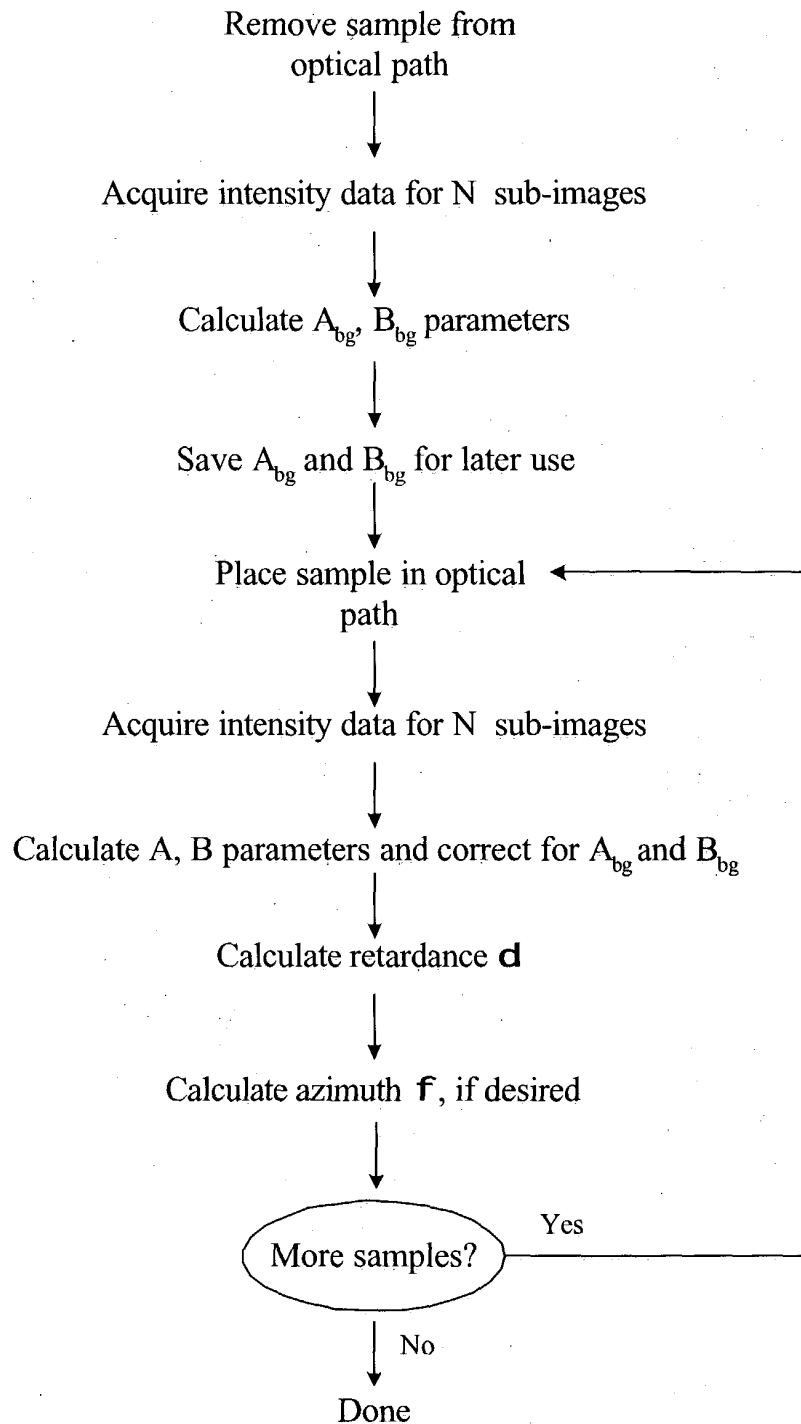 Remove sample from
optical path
Acquire intensity data for N sub-images
Calculate A_bg, B_bg parameters
Save A_bg and B_bg for later use
Place sample in optical
path
Acquire intensity data for N sub-images
Calculate A, B parameters and correct for A_bg and B_bg
Calculate retardance d
Calculate azimuth f, if desired
Yes
More samples?
No
Done